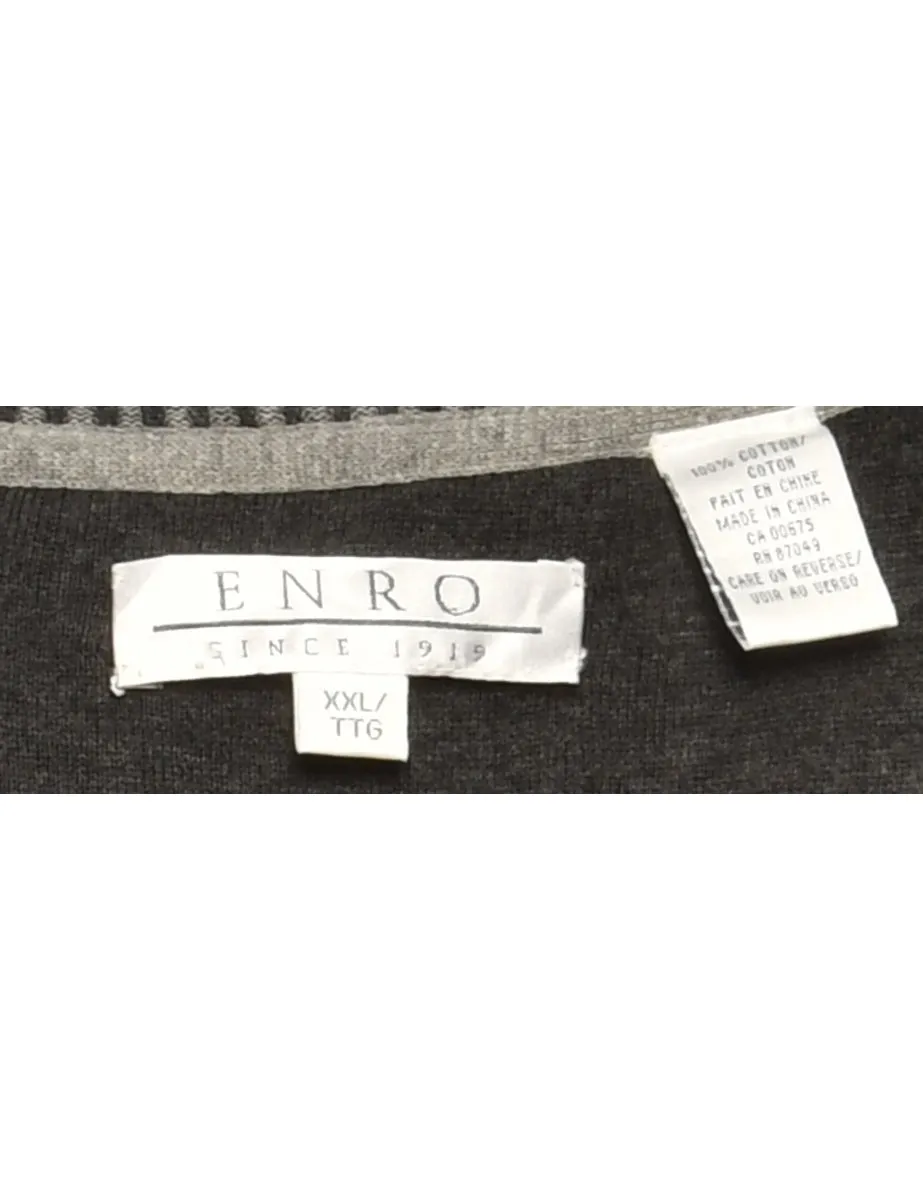 ENRO
SINCE 1919
XXL/
TTG
100% COTTON/
COTON
FAIT EN CHINE
MADE IN CHINA
CA 00675
RN 87049
CARE ON REVERSE/
VOIR AU VERSO